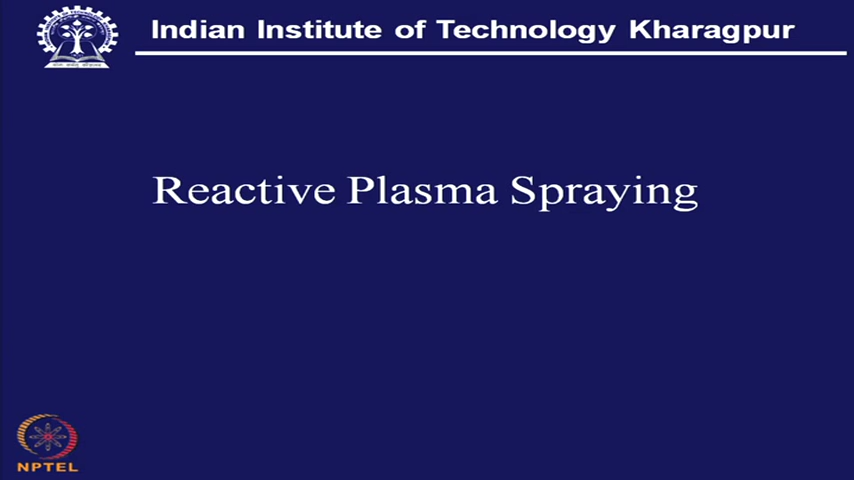 Indian Institute of Technology Kharagpur
Reactive Plasma Spraying
NPTEL